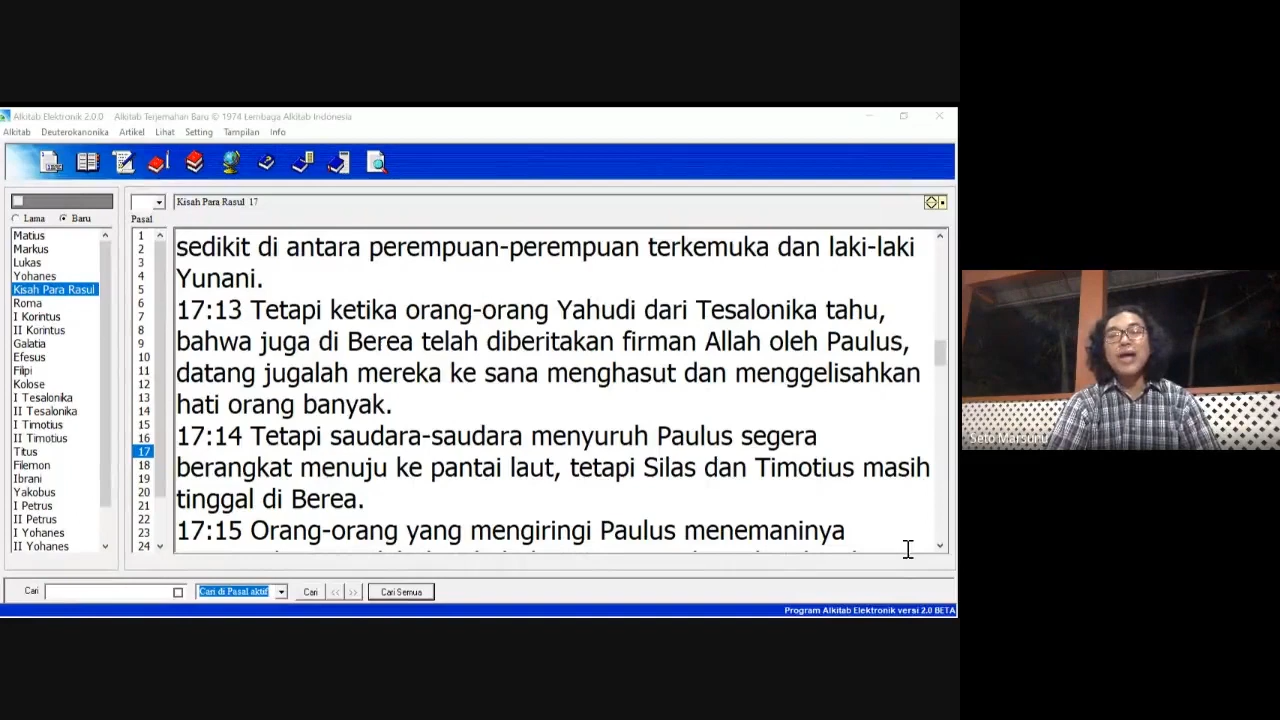 Alkitab Elektronik 2.0.0 Alkitab Terjemahan Baru © 1974 Lembaga Alkitab Indonesia
Alkitab Deuterokanonika Artikel Lihat Setting Tampilan Info
Kisah Para Rasul 17
Lama Baru
Pasal
Matius
Markus
Lukas
Yohanes
Kisah Para Rasul
Roma
I Korintus
II Korintus
Galatia
Efesus
Filipi
Kolose
I Tesalonika
II Tesalonika
I Timotius
II Timotius
Titus
Filemon
Ibrani
Yakobus
I Petrus
II Petrus
I Yohanes
II Yohanes
1
2
3
4
5
6
7
8
9
10
11
12
13
14
15
16
17
18
19
20
21
22
23
24
sedikit di antara perempuan-perempuan terkemuka dan laki-laki
Yunani.
17:13 Tetapi ketika orang-orang Yahudi dari Tesalonika tahu,
bahwa juga di Berea telah diberitakan firman Allah oleh Paulus,
datang jugalah mereka ke sana menghasut dan menggelisahkan
hati orang banyak.
17:14 Tetapi saudara-saudara menyuruh Paulus segera
berangkat menuju ke pantai laut, tetapi Silas dan Timotius masih
tinggal di Berea.
17:15 Orang-orang yang mengiringi Paulus menemaninya
Cari Cari di Pasal aktif Cari << >> Cari Semua
Program Alkitab Elektronik versi 2.0 BETA
Seto Marsunu